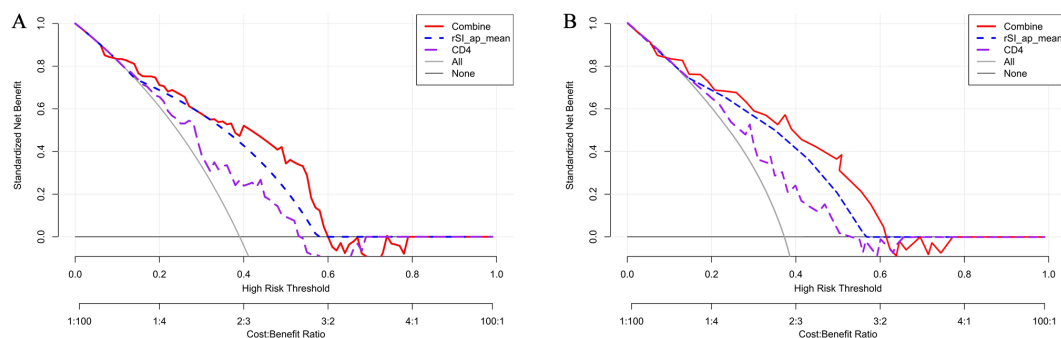 A
Standardized Net Benefit
1.0
0.8
0.6
0.4
0.2
0.0
Combine
rSI_ap_mean
CD4
All
None
0.0 0.2 0.4 0.6 0.8 1.0
High Risk Threshold
1:100 1:4 2:3 3:2 4:1 100:1
Cost:Benefit Ratio
B
Standardized Net Benefit
1.0
0.8
0.6
0.4
0.2
0.0
Combine
rSI_ap_mean
CD4
All
None
0.0 0.2 0.4 0.6 0.8 1.0
High Risk Threshold
1:100 1:4 2:3 3:2 4:1 100:1
Cost:Benefit Ratio